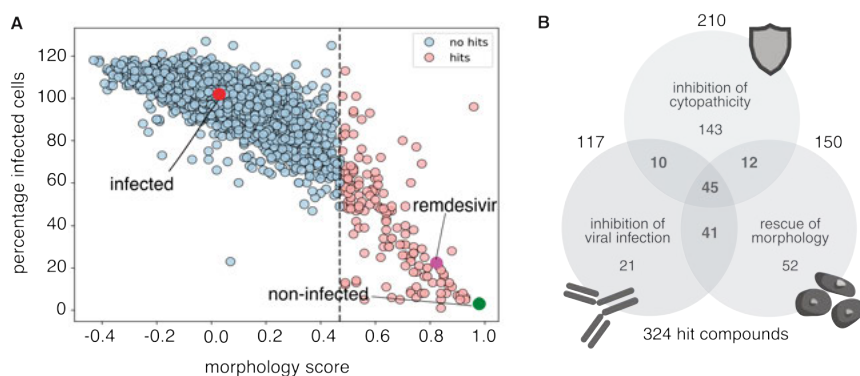 A
percentage infected cells
120
100
80
60
40
20
0
-0.4
-0.2
0.0
0.2
0.4
0.6
0.8
1.0
morphology score
no hits
hits
infected
remdesivir
non-infected
B
210
inhibition of
cytopathicity
143
117
150
10
12
45
41
inhibition of
viral infection
21
rescue of
morphology
52
324 hit compounds